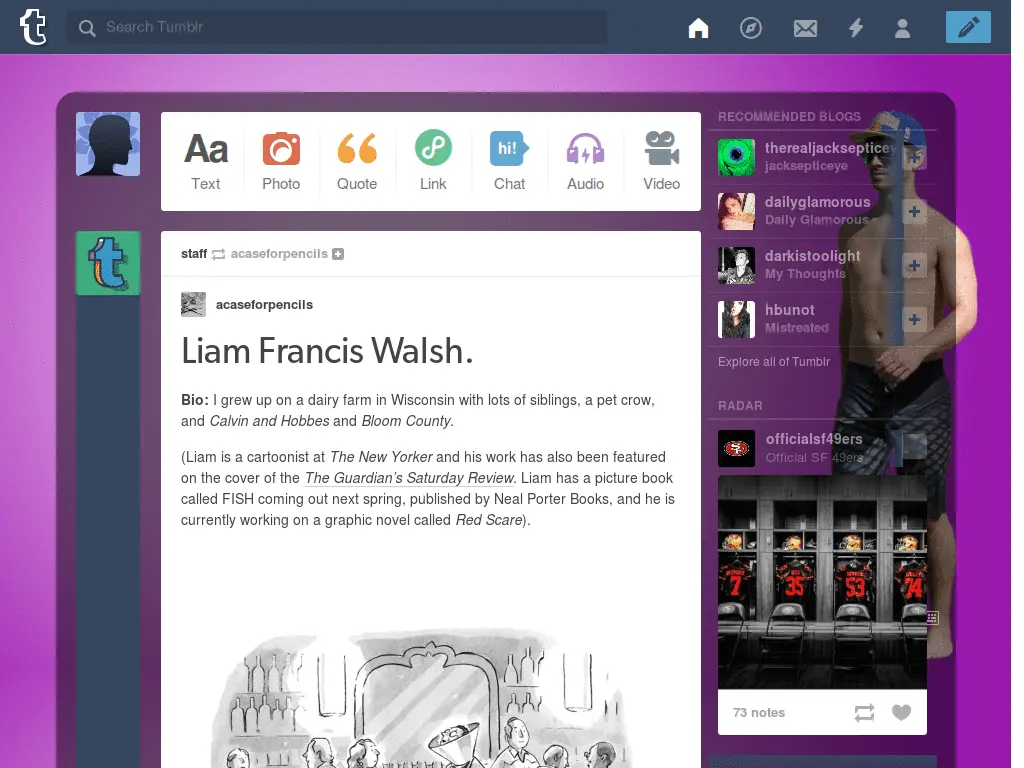 Search Tumblr
Aa
hi!
Text
Photo
Quote
Link
Chat
Audio
Video
staff acaseforpencils
acaseforpencils
Liam Francis Walsh.
Bio: I grew up on a dairy farm in Wisconsin with lots of siblings, a pet crow,
and Calvin and Hobbes and Bloom County.
(Liam is a cartoonist at The New Yorker and his work has also been featured
on the cover of the The Guardian’s Saturday Review. Liam has a picture book
called FISH coming out next spring, published by Neal Porter Books, and he is
currently working on a graphic novel called Red Scare).
RECOMMENDED BLOGS
therealjacksepticey
jacksepticeye
dailyglamorous
Daily Glamorous
darkistoolight
My Thoughts
hbunot
Mistreated
Explore all of Tumblr
RADAR
officialsf49ers
Official SF 49ers
SF
7 35 53 74
73 notes